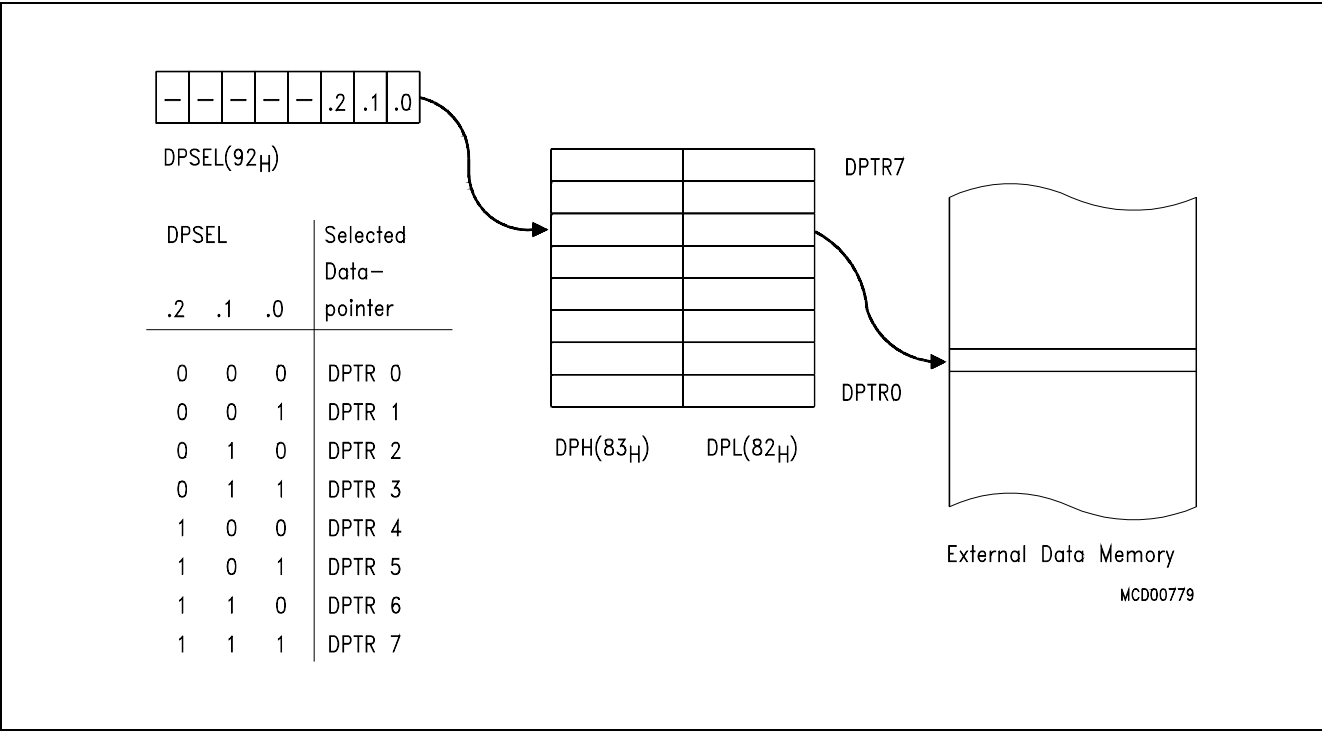 – – – – – .2 .1 .0
DPSEL(92H)
DPSEL Selected
Data–
.2 .1 .0 pointer
0 0 0 DPTR 0
0 0 1 DPTR 1
0 1 0 DPTR 2
0 1 1 DPTR 3
1 0 0 DPTR 4
1 0 1 DPTR 5
1 1 0 DPTR 6
1 1 1 DPTR 7
DPTR7
DPTR0
DPH(83H) DPL(82H)
External Data Memory
MCD00779